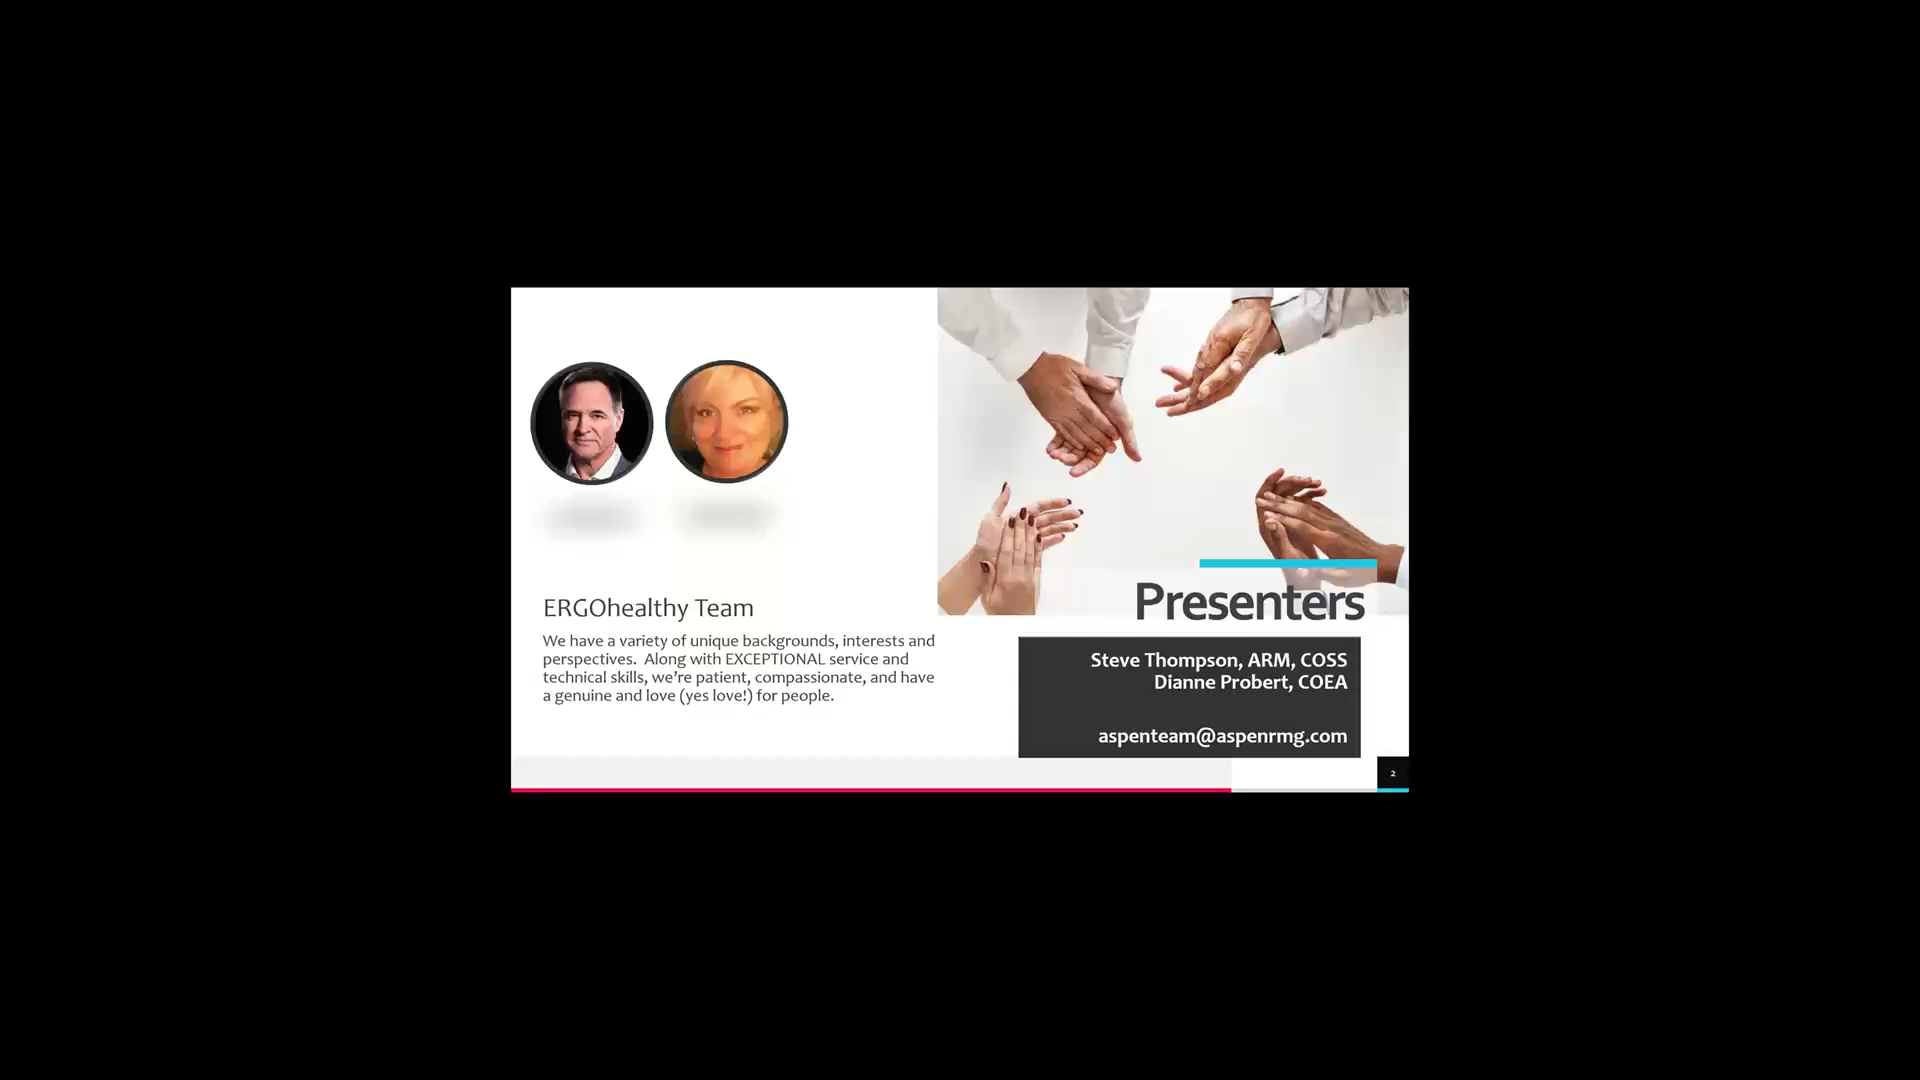 ERGOhealthy Team
We have a variety of unique backgrounds, interests and
perspectives.  Along with EXCEPTIONAL service and
technical skills, we’re patient, compassionate, and have
a genuine and love (yes love!) for people.
Presenters
Steve Thompson, ARM, COSS
Dianne Probert, COEA
aspenteam@aspenrmg.com
2